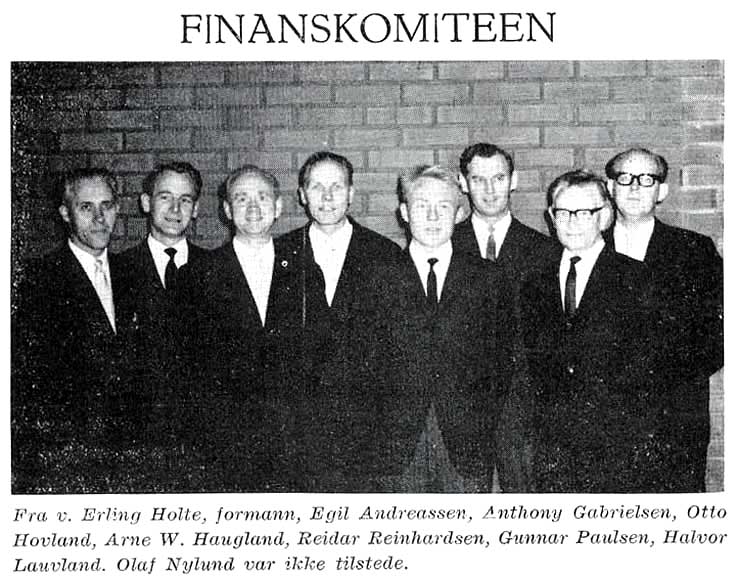 FINANSKOMITEEN
Fra v. Erling Holte, formann, Egil Andreassen, Anthony Gabrielsen, Otto
Hovland, Arne W. Haugland, Reidar Reinhardsen, Gunnar Paulsen, Halvor
Lauvland. Olaf Nylund var ikke tilstede.